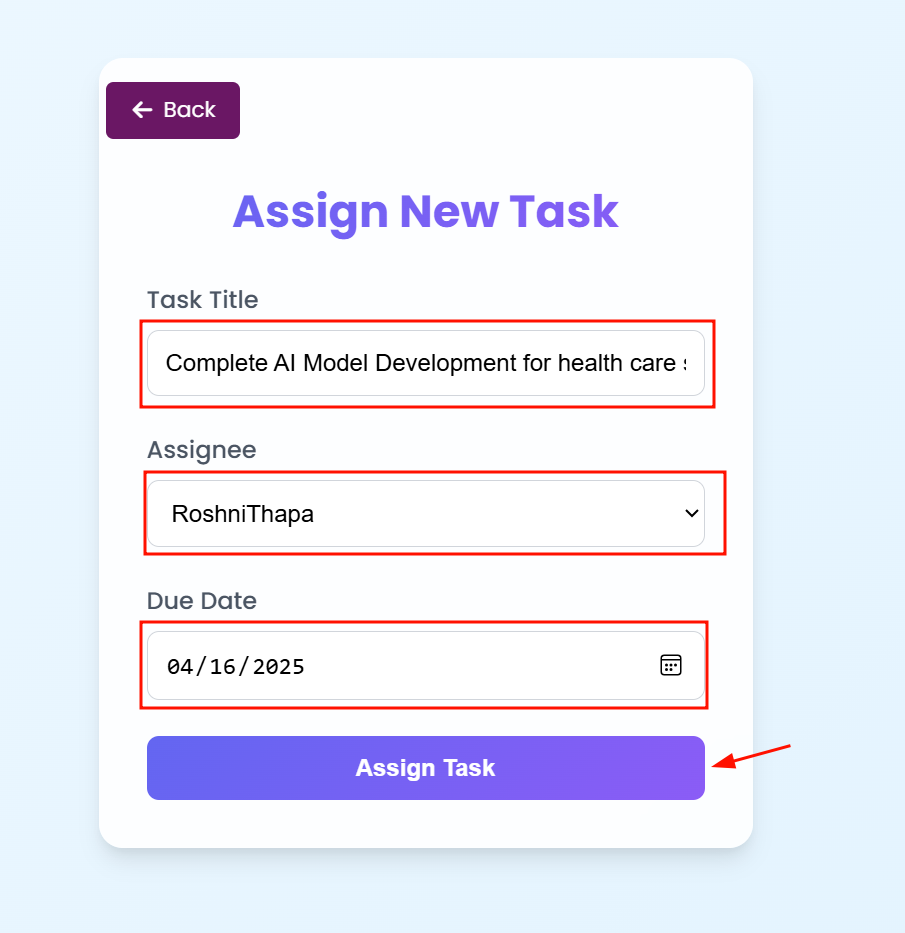 Back
Assign New Task
Task Title
Complete AI Model Development for health care
Assignee
RoshniThapa
Due Date
04/16/2025
Assign Task